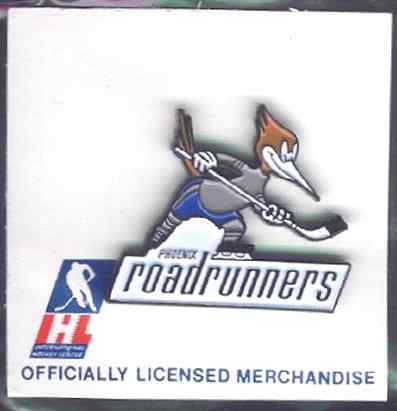 PHOENIX
roadrunners
IHL
INTERNATIONAL
HOCKEY LEAGUE
OFFICIALLY LICENSED MERCHANDISE